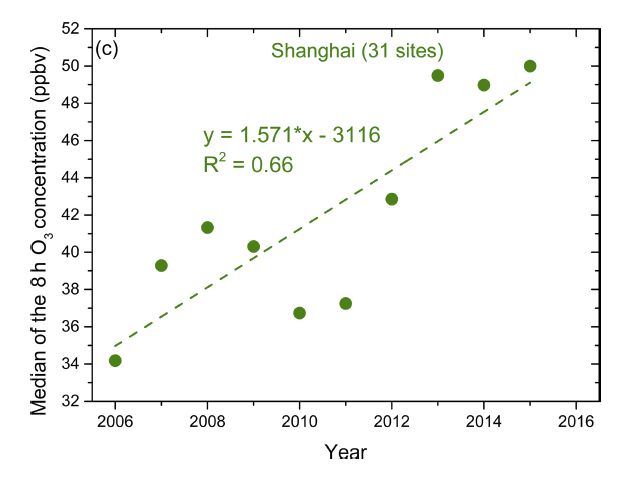 (c)
Shanghai (31 sites)
y = 1.571*x - 3116
R² = 0.66
Median of the 8 h O₃ concentration (ppbv)
52
50
48
46
44
42
40
38
36
34
32
2006 2008 2010 2012 2014 2016
Year